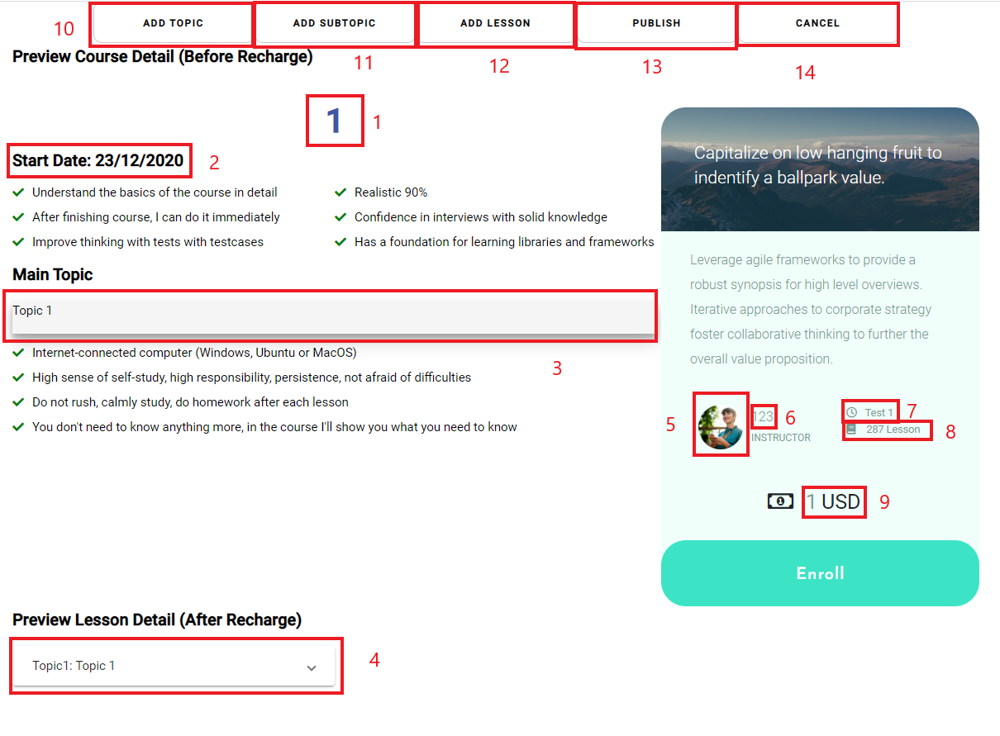 10
ADD TOPIC
ADD SUBTOPIC
ADD LESSON
PUBLISH
CANCEL
Preview Course Detail (Before Recharge)
11
12
13
14
1
1
Start Date: 23/12/2020
2
Understand the basics of the course in detail
Realistic 90%
After finishing course, I can do it immediately
Confidence in interviews with solid knowledge
Improve thinking with tests with testcases
Has a foundation for learning libraries and frameworks
Main Topic
Topic 1
3
Internet-connected computer (Windows, Ubuntu or MacOS)
High sense of self-study, high responsibility, persistence, not afraid of difficulties
Do not rush, calmly study, do homework after each lesson
You don't need to know anything more, in the course I'll show you what you need to know
Capitalize on low hanging fruit to
indentify a ballpark value.
Leverage agile frameworks to provide a
robust synopsis for high level overviews.
Iterative approaches to corporate strategy
foster collaborative thinking to further the
overall value proposition.
5
123
6
INSTRUCTOR
Test 1
7
287 Lesson
8
1 USD
9
Enroll
Preview Lesson Detail (After Recharge)
Topic1: Topic 1
4